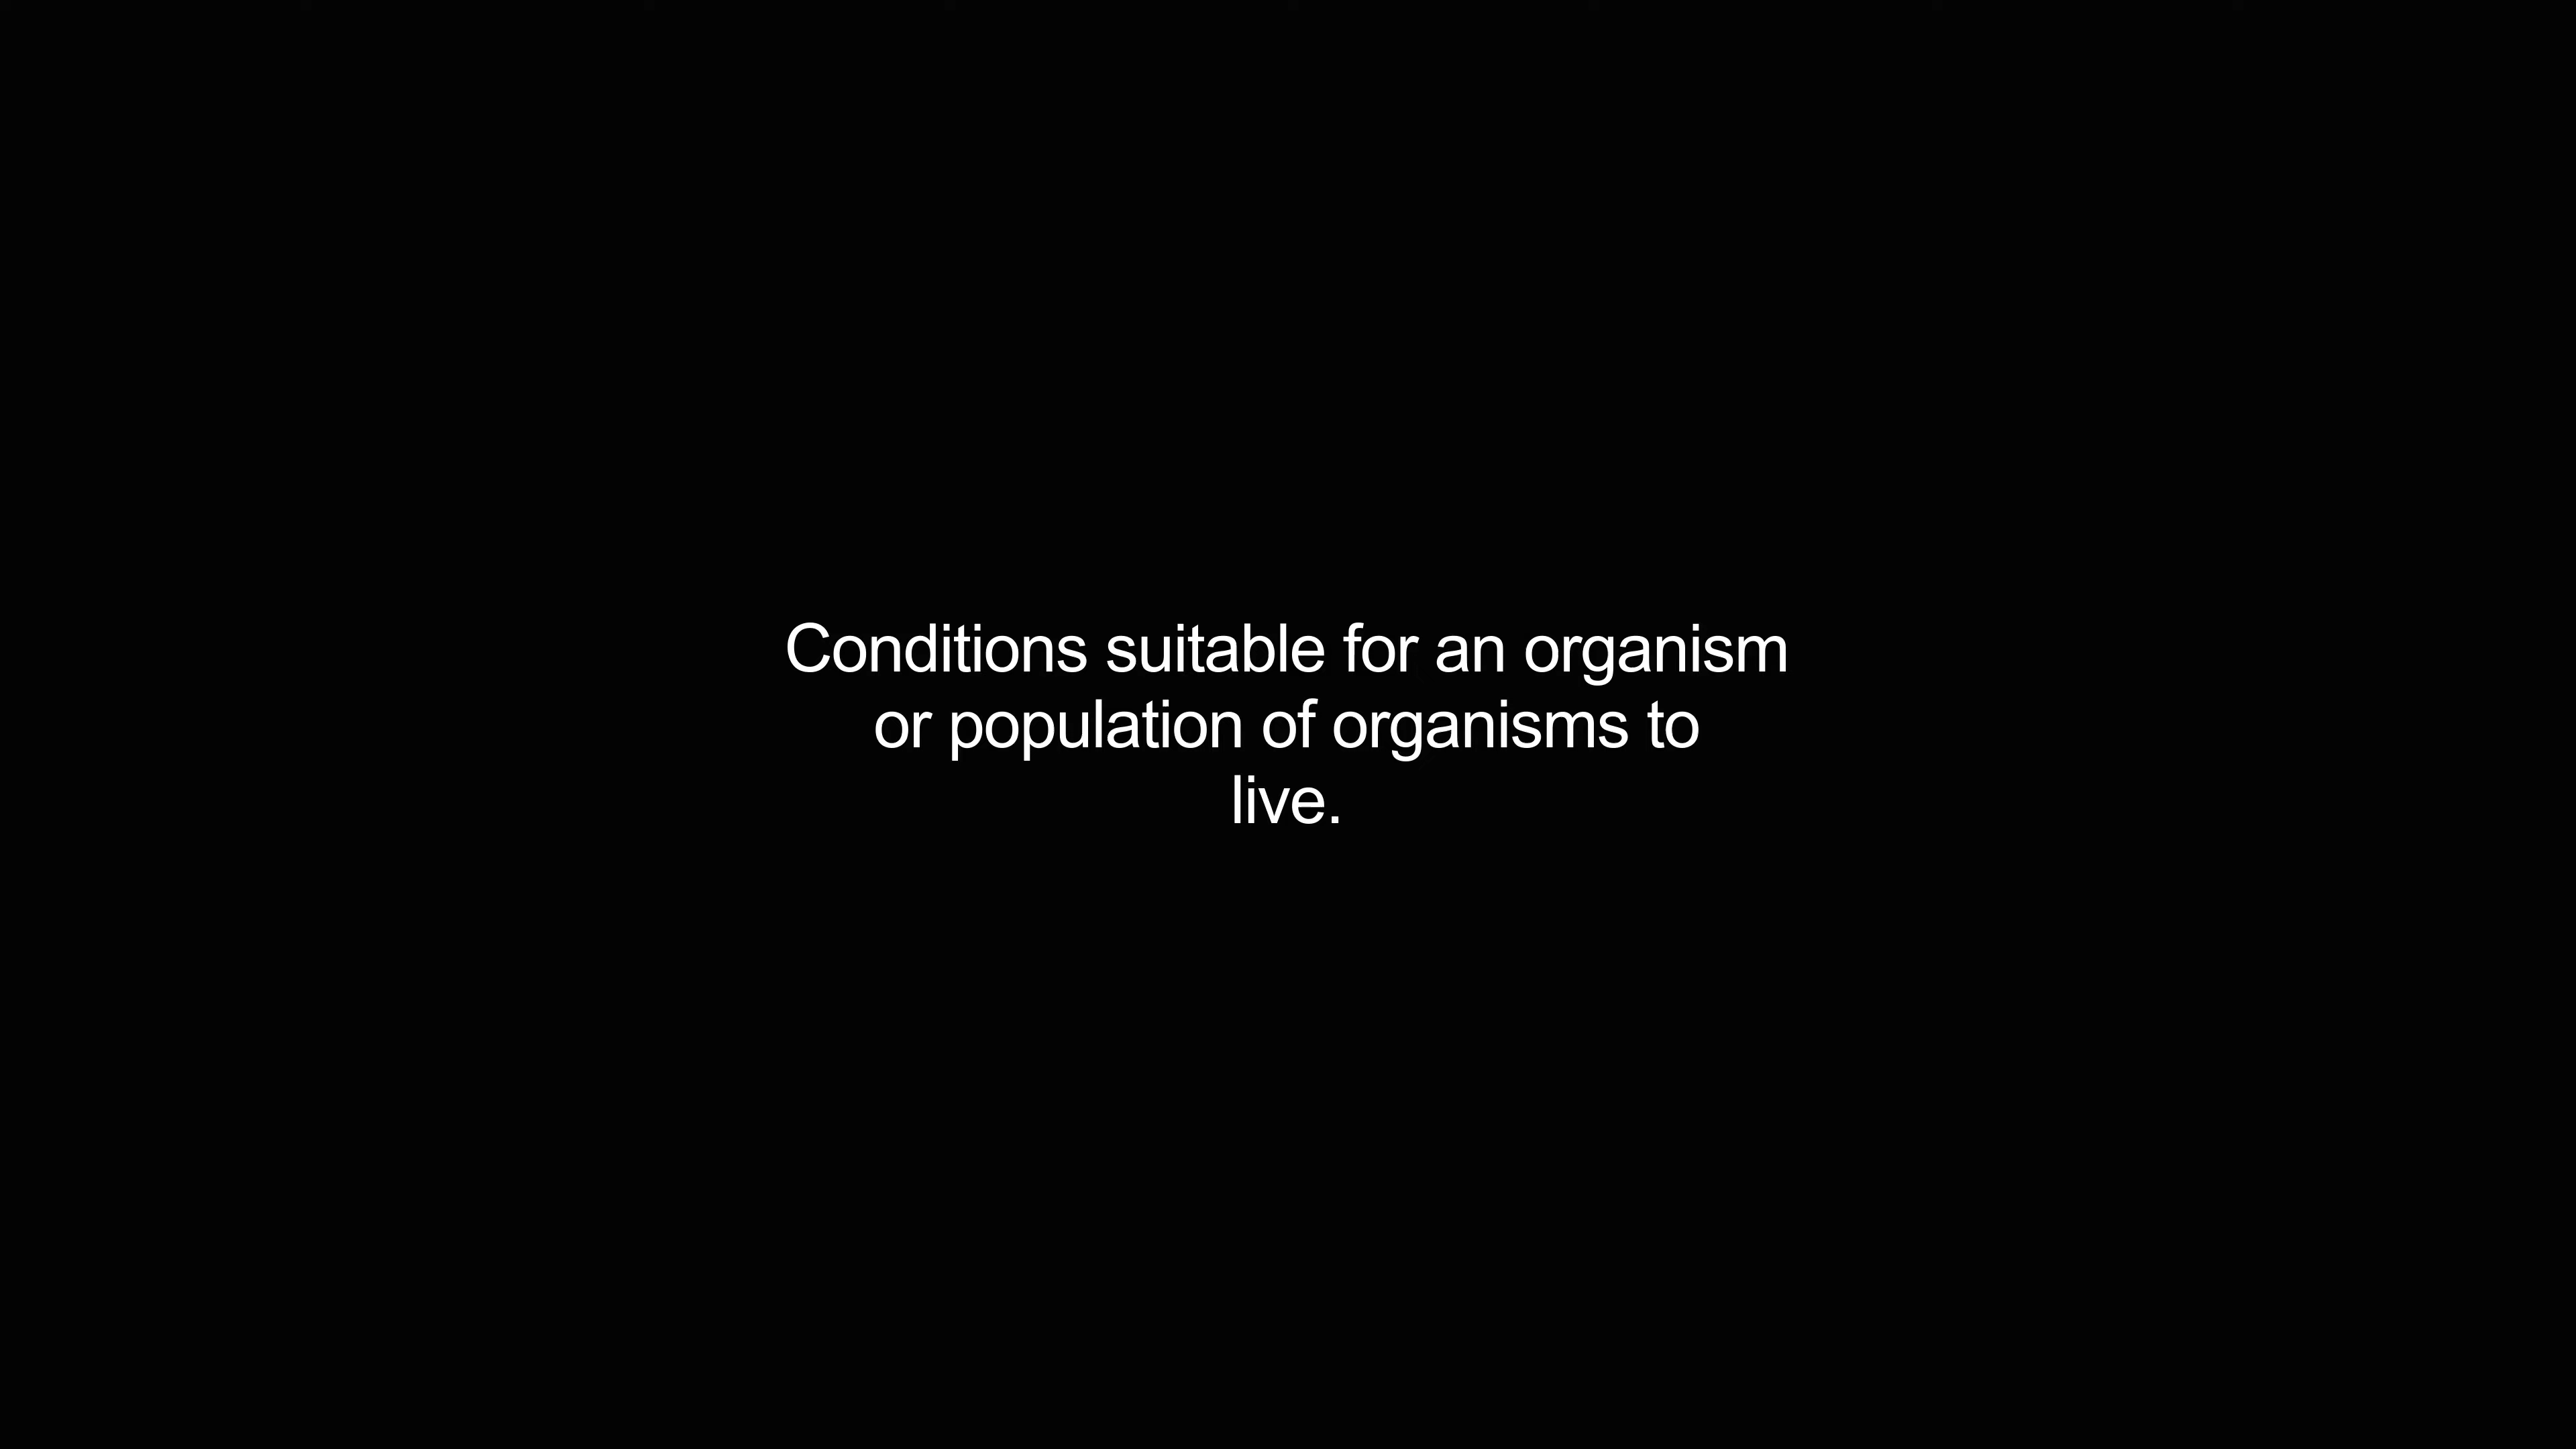 Conditions suitable for an organism
or population of organisms to
live.